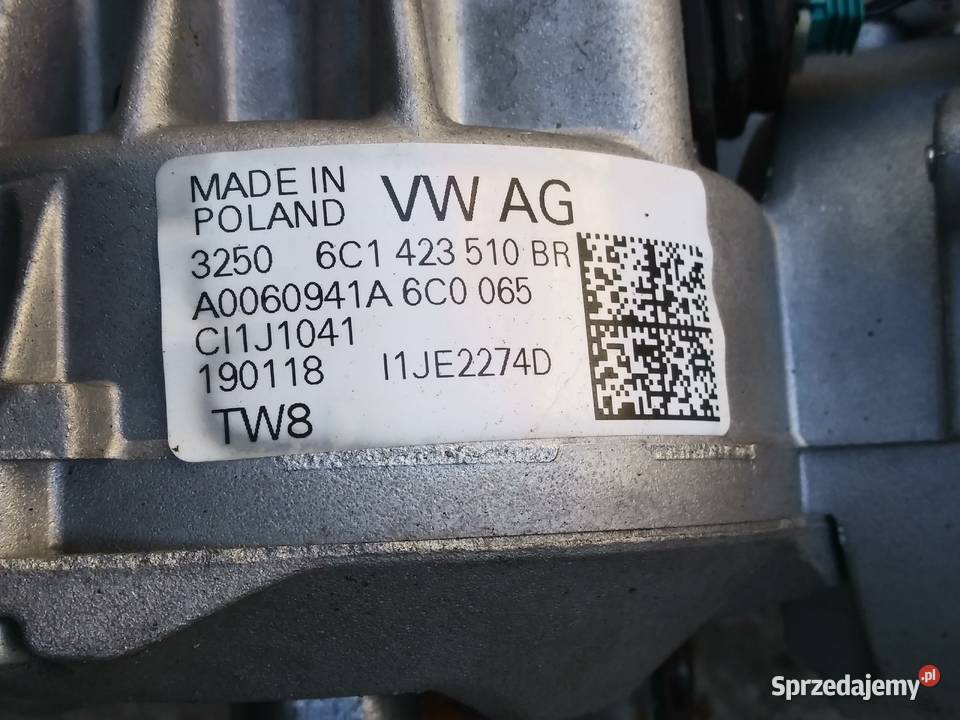 MADE IN
POLAND VW AG
3250 6C1 423 510 BR
A0060941A 6C0 065
CI1J1041
190118 I1JE2274D
TW8
Sprzedajemy.pl